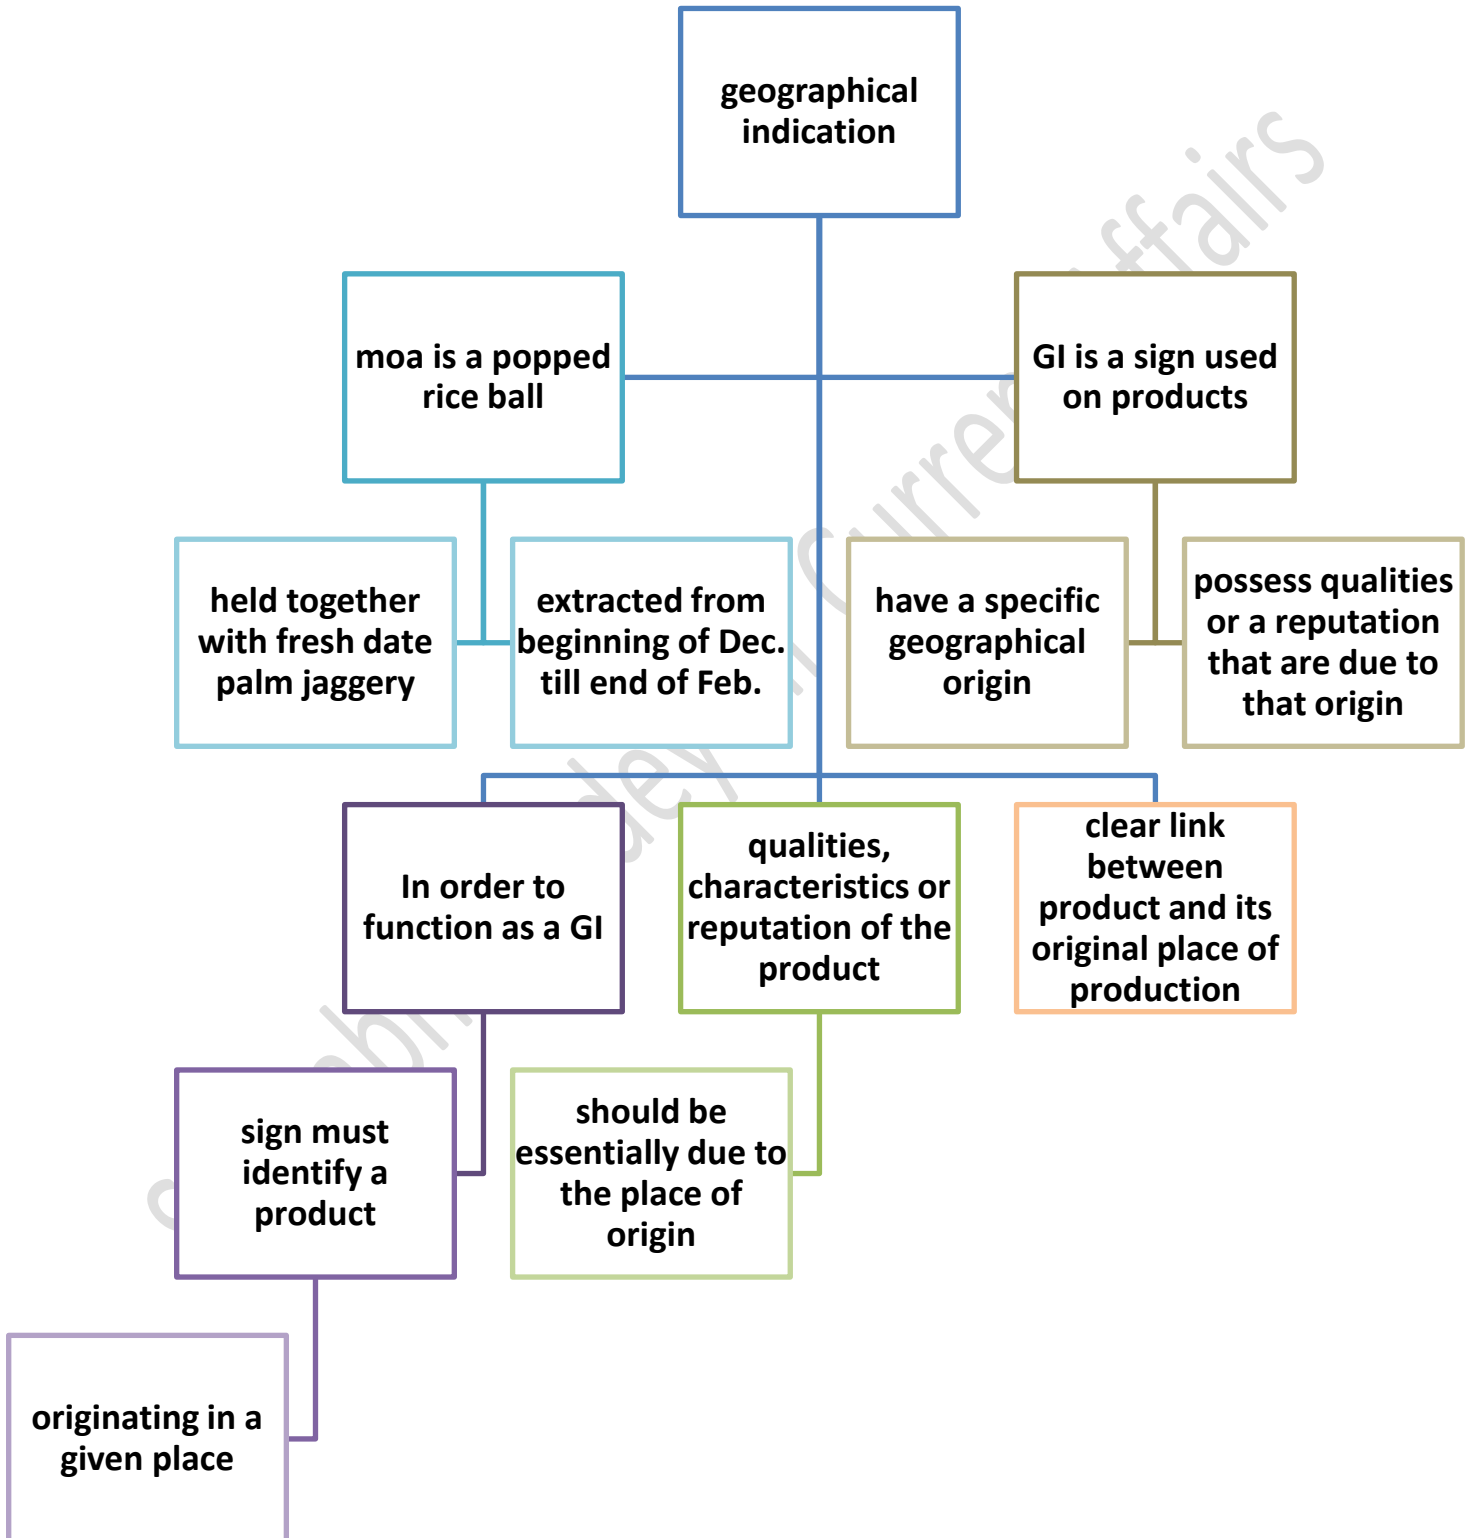 geographical
indication
moa is a popped
rice ball
GI is a sign used
on products
held together
with fresh date
palm jaggery
extracted from
beginning of Dec.
till end of Feb.
have a specific
geographical
origin
possess qualities
or a reputation
that are due to
that origin
In order to
function as a GI
qualities,
characteristics or
reputation of the
product
clear link
between
product and its
original place of
production
sign must
identify a
product
should be
essentially due to
the place of
origin
originating in a
given place